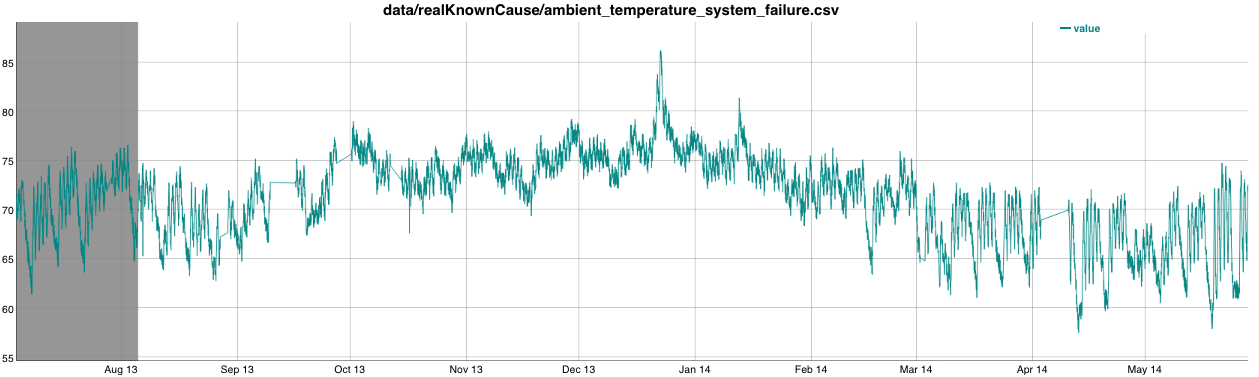 data/realKnownCause/ambient_temperature_system_failure.csv
value
85
80
75
70
65
60
55
Aug 13 Sep 13 Oct 13 Nov 13 Dec 13 Jan 14 Feb 14 Mar 14 Apr 14 May 14